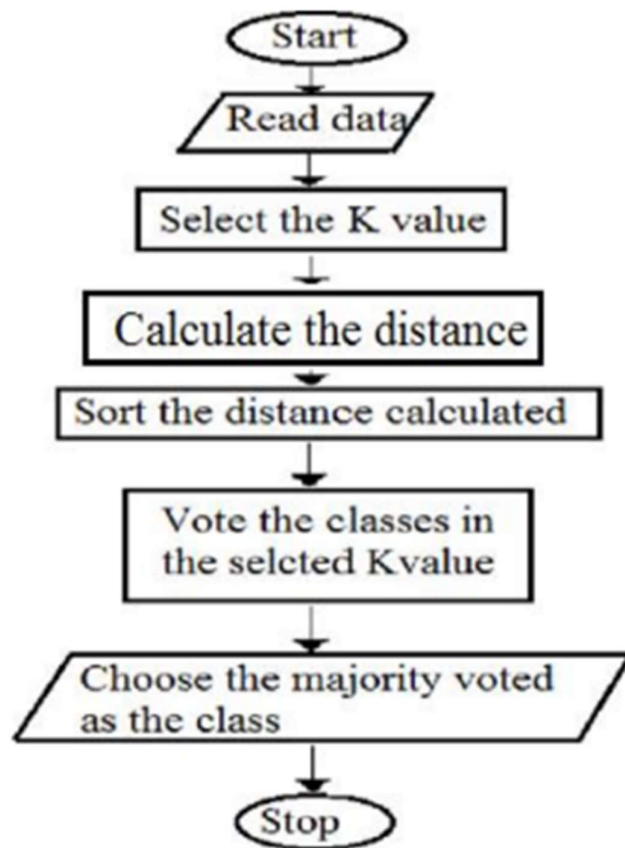 Start
Read data
Select the K value
Calculate the distance
Sort the distance calculated
Vote the classes in
the selcted Kvalue
Choose the majority voted
as the class
Stop